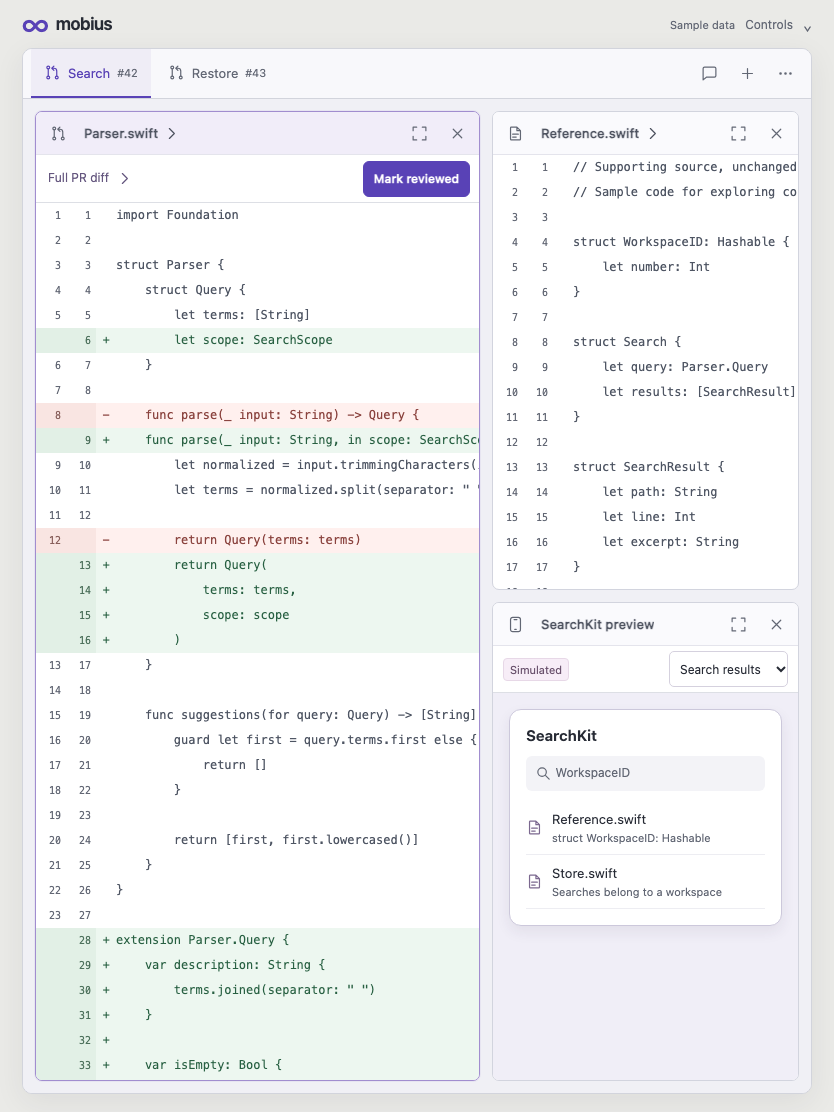 mobius
Sample data Controls
Search #42
Restore #43
Parser.swift
Full PR diff
Mark reviewed
1 1 import Foundation
2 2
3 3 struct Parser {
4 4 struct Query {
5 5 let terms: [String]
6 + let scope: SearchScope
6 7 }
7 8
8 − func parse(_ input: String) -> Query {
9 + func parse(_ input: String, in scope: SearchSco
9 10 let normalized = input.trimmingCharacters(
10 11 let terms = normalized.split(separator: " "
11 12
12 − return Query(terms: terms)
13 + return Query(
14 + terms: terms,
15 + scope: scope
16 + )
13 17 }
14 18
15 19 func suggestions(for query: Query) -> [String]
16 20 guard let first = query.terms.first else {
17 21 return []
18 22 }
19 23
20 24 return [first, first.lowercased()]
21 25 }
22 26 }
23 27
28 + extension Parser.Query {
29 + var description: String {
30 + terms.joined(separator: " ")
31 + }
32 +
33 + var isEmpty: Bool {
Reference.swift
1 1 // Supporting source, unchanged
2 2 // Sample code for exploring co
3 3
4 4 struct WorkspaceID: Hashable {
5 5 let number: Int
6 6 }
7 7
8 8 struct Search {
9 9 let query: Parser.Query
10 10 let results: [SearchResult]
11 11 }
12 12
13 13 struct SearchResult {
14 14 let path: String
15 15 let line: Int
16 16 let excerpt: String
17 17 }
SearchKit preview
Simulated
Search results
SearchKit
WorkspaceID
Reference.swift
struct WorkspaceID: Hashable
Store.swift
Searches belong to a workspace